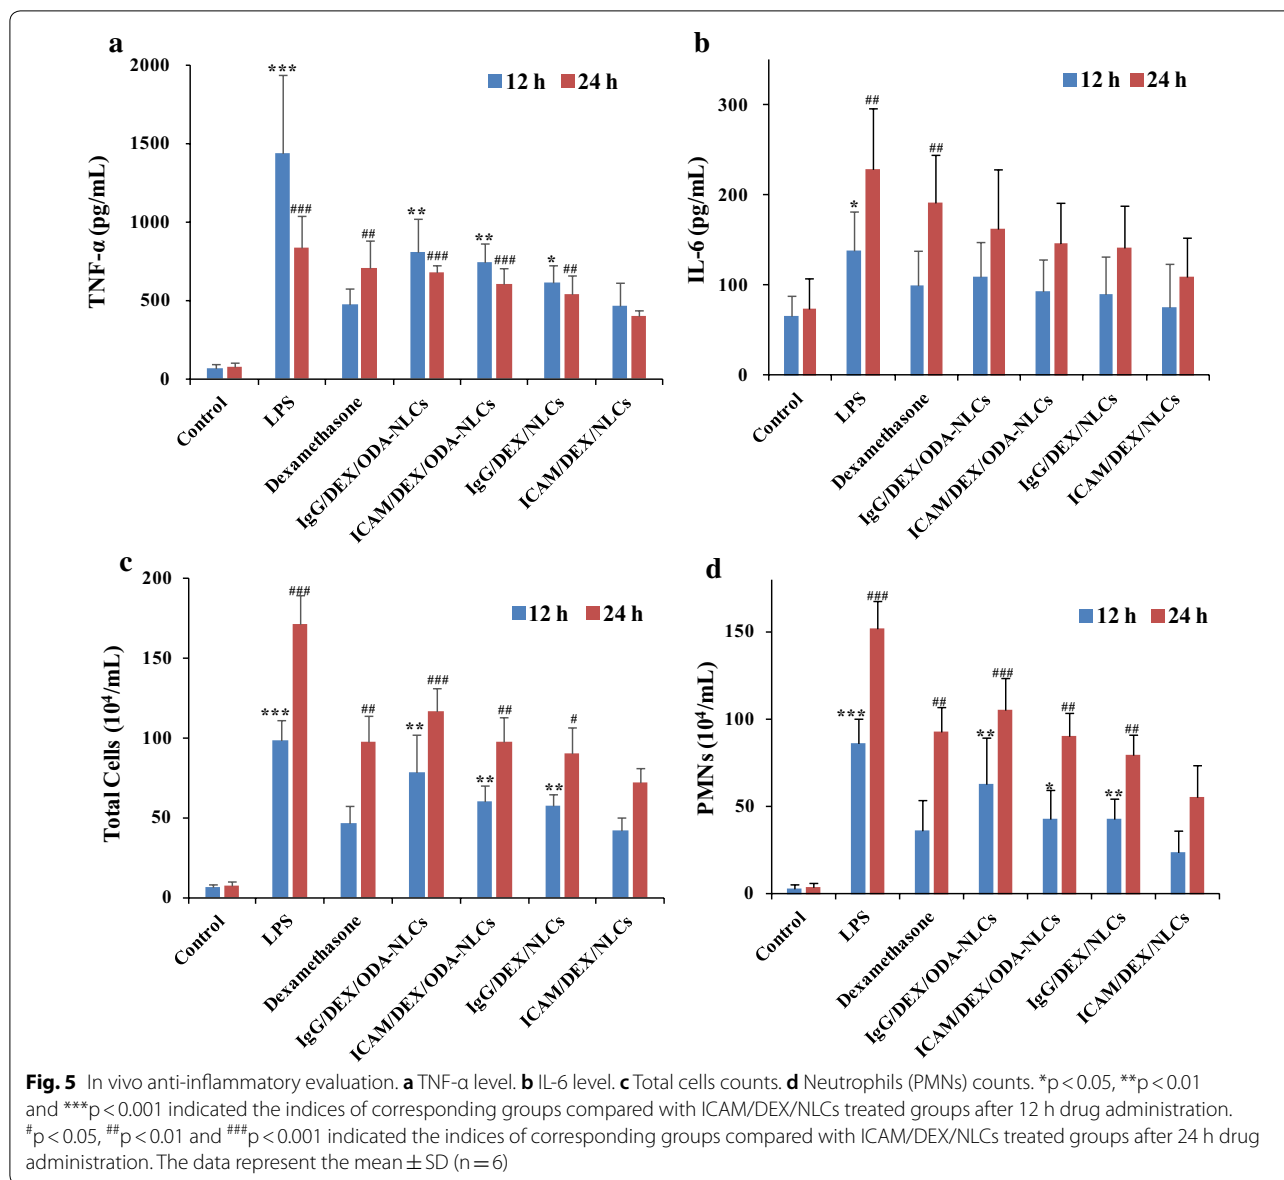 a
2000
1500
1000
500
0
TNF-α (pg/mL)
12 h
24 h
***
###
##
**
###
**
###
*
##
Control
LPS
Dexamethasone
IgG/DEX/ODA-NLCs
ICAM/DEX/ODA-NLCs
IgG/DEX/NLCs
ICAM/DEX/NLCs
b
300
200
100
0
IL-6 (pg/mL)
12 h
24 h
*
##
##
Control
LPS
Dexamethasone
IgG/DEX/ODA-NLCs
ICAM/DEX/ODA-NLCs
IgG/DEX/NLCs
ICAM/DEX/NLCs
c
200
150
100
50
0
Total Cells (10⁴/mL)
12 h
24 h
***
###
##
**
###
**
##
**
#
Control
LPS
Dexamethasone
IgG/DEX/ODA-NLCs
ICAM/DEX/ODA-NLCs
IgG/DEX/NLCs
ICAM/DEX/NLCs
d
150
100
50
0
PMNs (10⁴/mL)
12 h
24 h
***
###
##
**
###
*
##
**
##
Control
LPS
Dexamethasone
IgG/DEX/ODA-NLCs
ICAM/DEX/ODA-NLCs
IgG/DEX/NLCs
ICAM/DEX/NLCs
Fig. 5 In vivo anti-inflammatory evaluation. a TNF-α level. b IL-6 level. c Total cells counts. d Neutrophils (PMNs) counts. *p < 0.05, **p < 0.01
and ***p < 0.001 indicated the indices of corresponding groups compared with ICAM/DEX/NLCs treated groups after 12 h drug administration.
#p < 0.05, ##p < 0.01 and ###p < 0.001 indicated the indices of corresponding groups compared with ICAM/DEX/NLCs treated groups after 24 h drug
administration. The data represent the mean ± SD (n = 6)